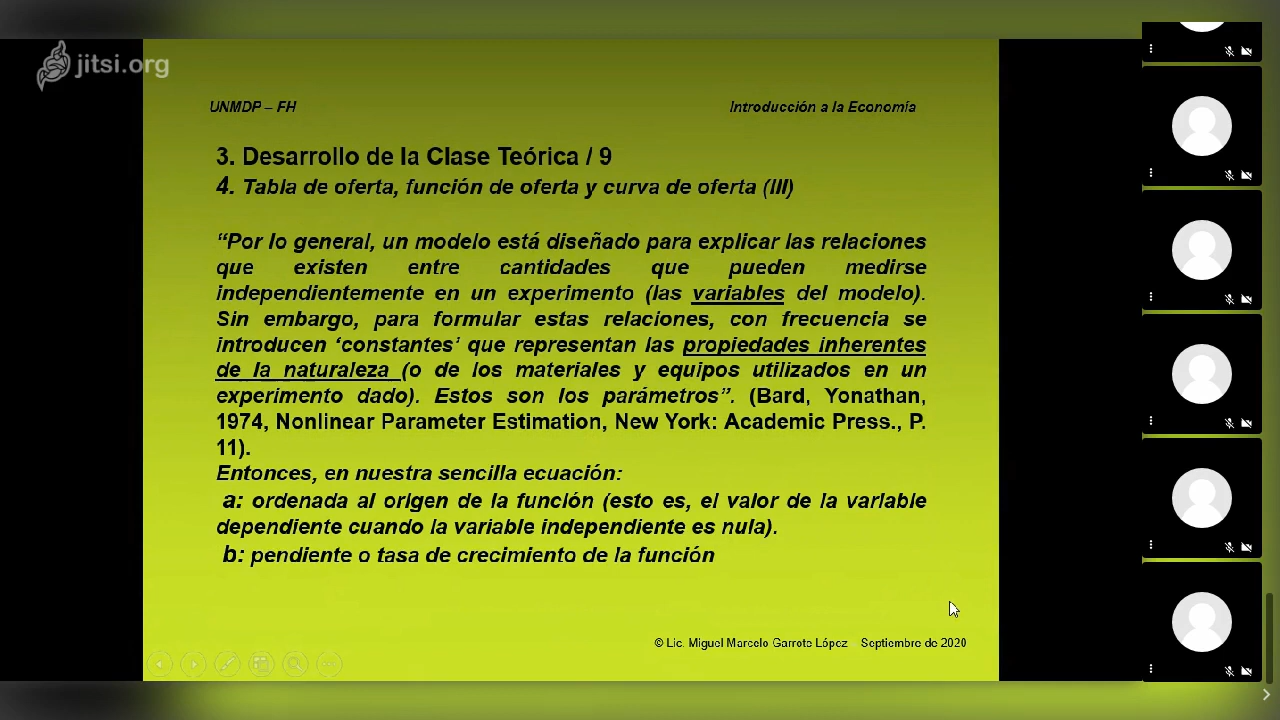 jitsi.org
UNMDP – FH
Introducción a la Economía
3. Desarrollo de la Clase Teórica / 9
4. Tabla de oferta, función de oferta y curva de oferta (III)
“Por lo general, un modelo está diseñado para explicar las relaciones
que existen entre cantidades que pueden medirse
independientemente en un experimento (las variables del modelo).
Sin embargo, para formular estas relaciones, con frecuencia se
introducen ‘constantes’ que representan las propiedades inherentes
de la naturaleza (o de los materiales y equipos utilizados en un
experimento dado). Estos son los parámetros”. (Bard, Yonathan,
1974, Nonlinear Parameter Estimation, New York: Academic Press., P.
11).
Entonces, en nuestra sencilla ecuación:
a: ordenada al origen de la función (esto es, el valor de la variable
dependiente cuando la variable independiente es nula).
b: pendiente o tasa de crecimiento de la función
© Lic. Miguel Marcelo Garrote López Septiembre de 2020